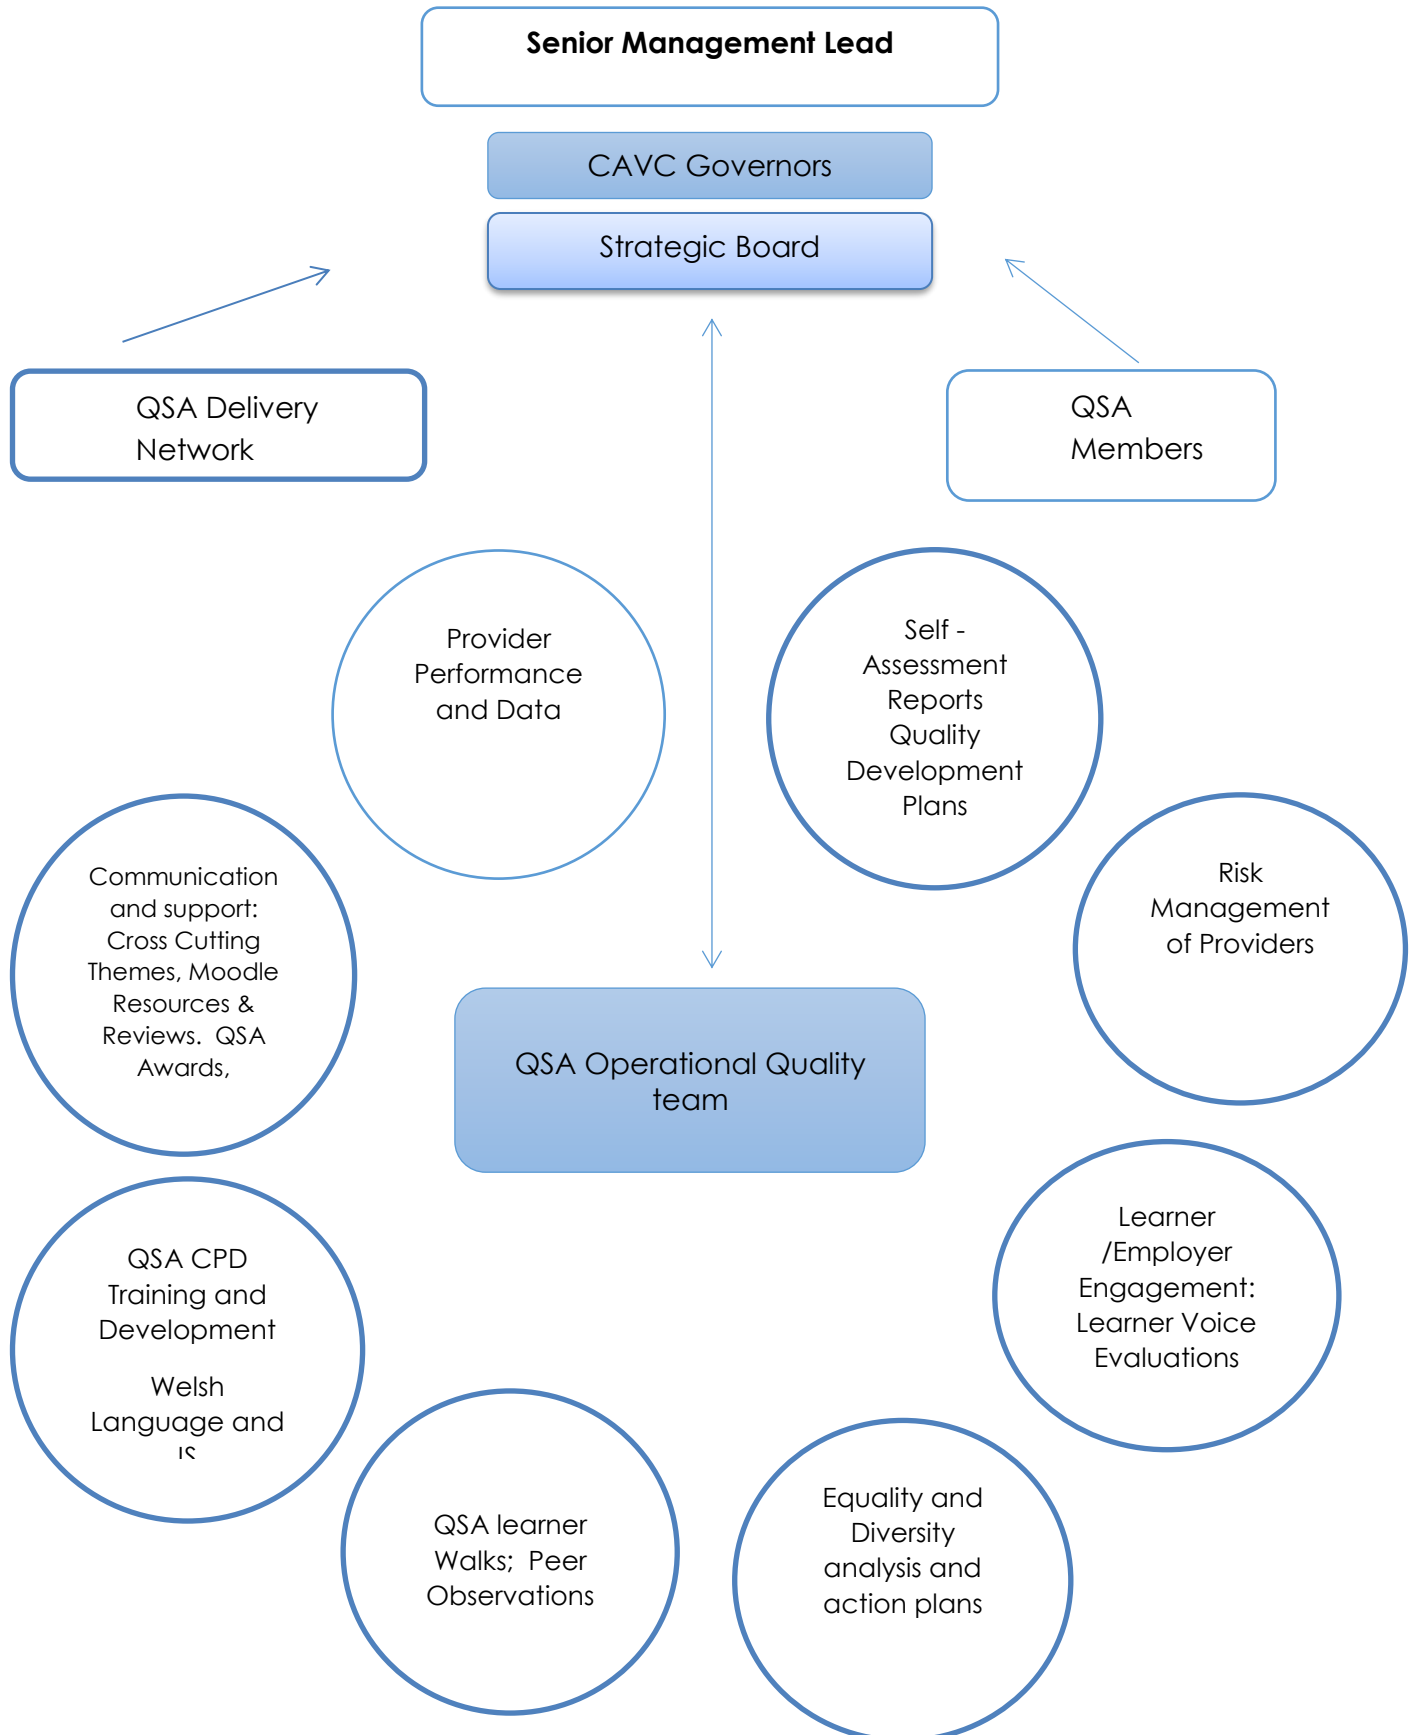 Senior Management Lead
CAVC Governors
Strategic Board
QSA Delivery
Network
QSA
Members
Provider
Performance
and Data
Self -
Assessment
Reports
Quality
Development
Plans
Communication
and support:
Cross Cutting
Themes, Moodle
Resources &
Reviews.  QSA
Awards,
Risk
Management
of Providers
QSA Operational Quality
team
QSA CPD
Training and
Development
Welsh
Language and
Learner
/Employer
Engagement:
Learner Voice
Evaluations
QSA learner
Walks;  Peer
Observations
Equality and
Diversity
analysis and
action plans